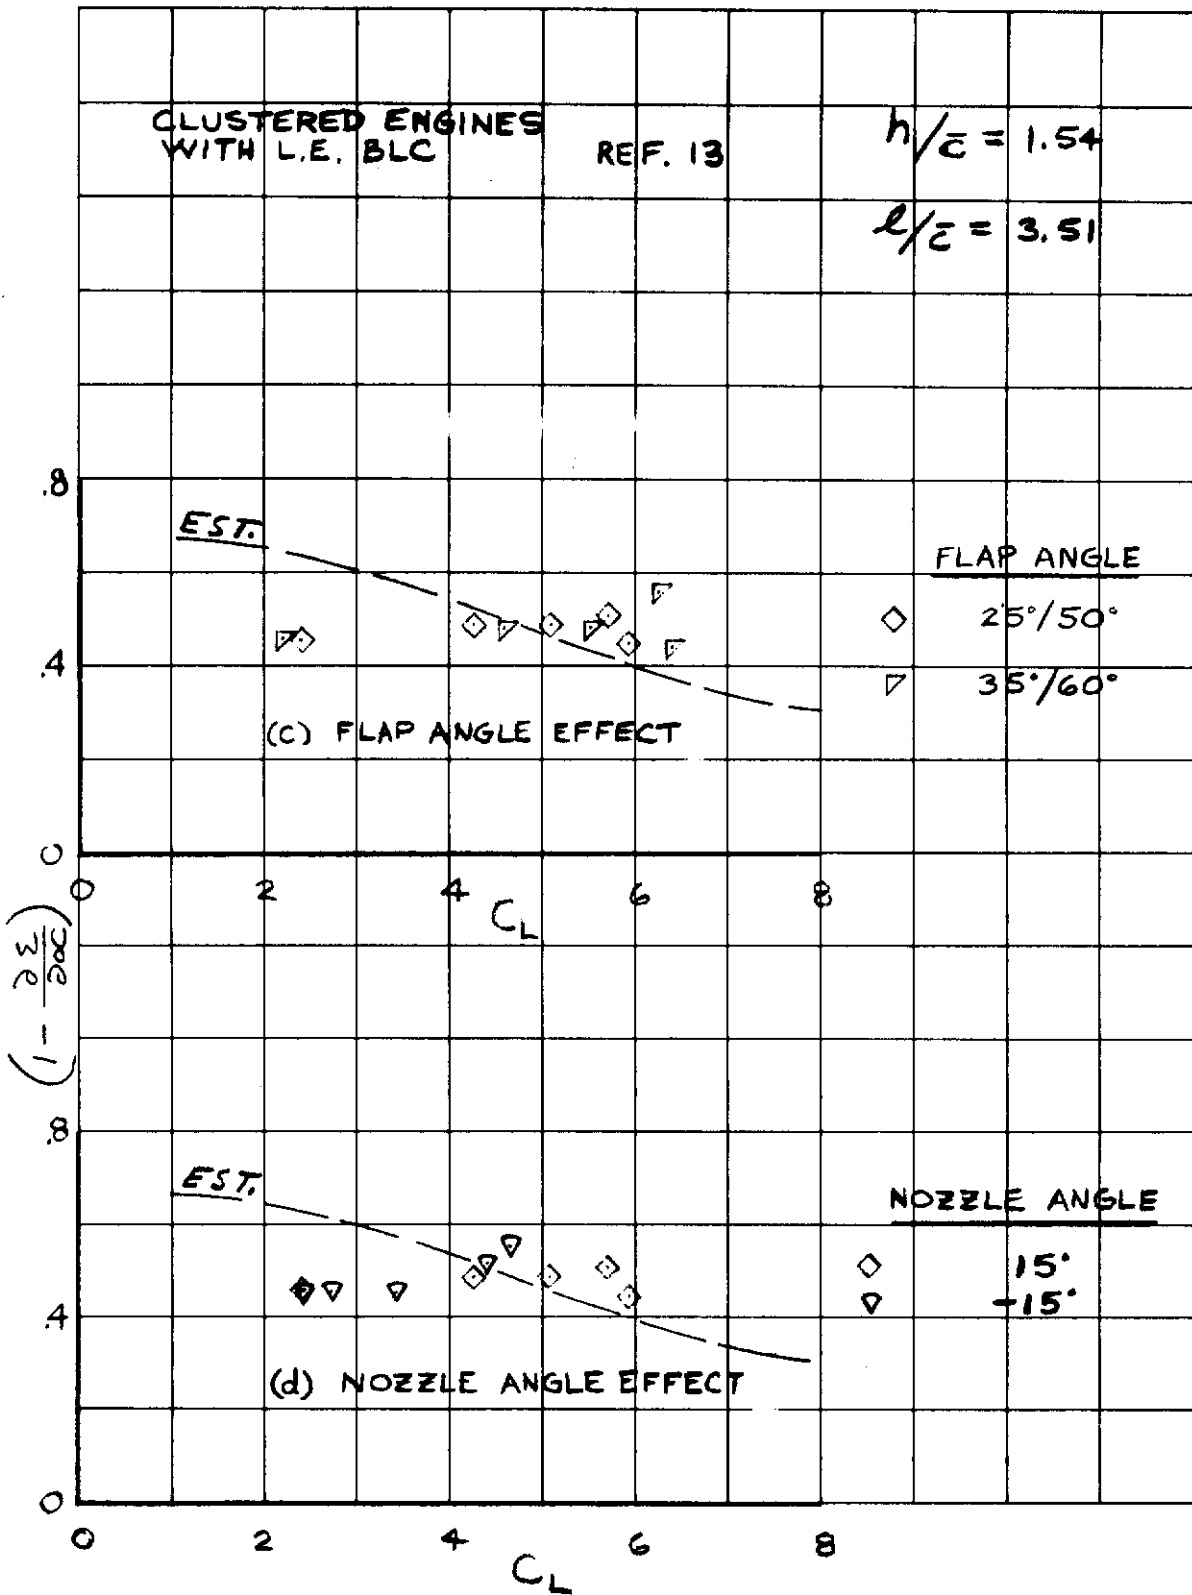 CLUSTERED ENGINES
WITH L.E. BLC
REF. 13
h/c̄ = 1.54
l/c̄ = 3.51
.8
EST.
FLAP ANGLE
25°/50°
.4
35°/60°
(c) FLAP ANGLE EFFECT
0
0 2 4 6 8
C_L
(1 - ∂ε/∂α)
.8
EST.
NOZZLE ANGLE
15°
-15°
.4
(d) NOZZLE ANGLE EFFECT
0
0 2 4 6 8
C_L